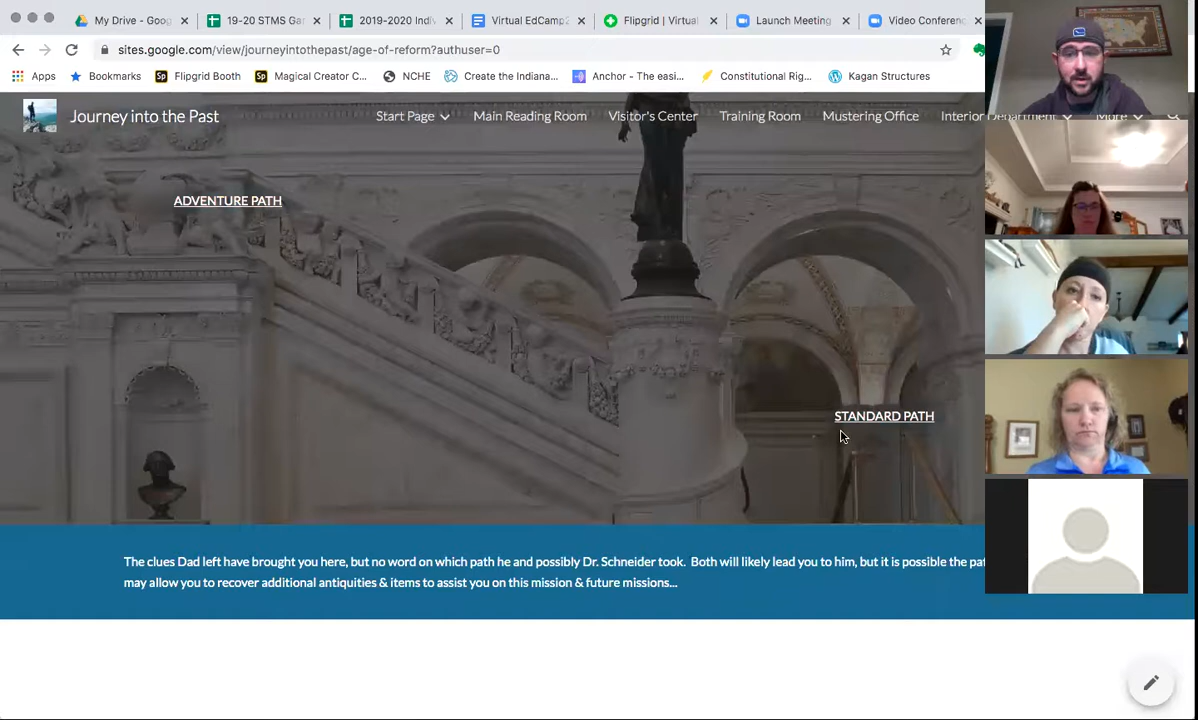 My Drive - Goog
19-20 STMS Gar
2019-2020 Indiv
Virtual EdCamp
Flipgrid | Virtual
Launch Meeting
Video Conferenc
sites.google.com/view/journeyintothepast/age-of-reform?authuser=0
Apps
Bookmarks
Flipgrid Booth
Magical Creator C...
NCHE
Create the Indiana...
Anchor - The easi...
Constitutional Rig...
Kagan Structures
Journey into the Past
Start Page
Main Reading Room
Visitor's Center
Training Room
Mustering Office
Interior Department
More
ADVENTURE PATH
STANDARD PATH
The clues Dad left have brought you here, but no word on which path he and possibly Dr. Schneider took. Both will likely lead you to him, but it is possible the pat
may allow you to recover additional antiquities & items to assist you on this mission & future missions...